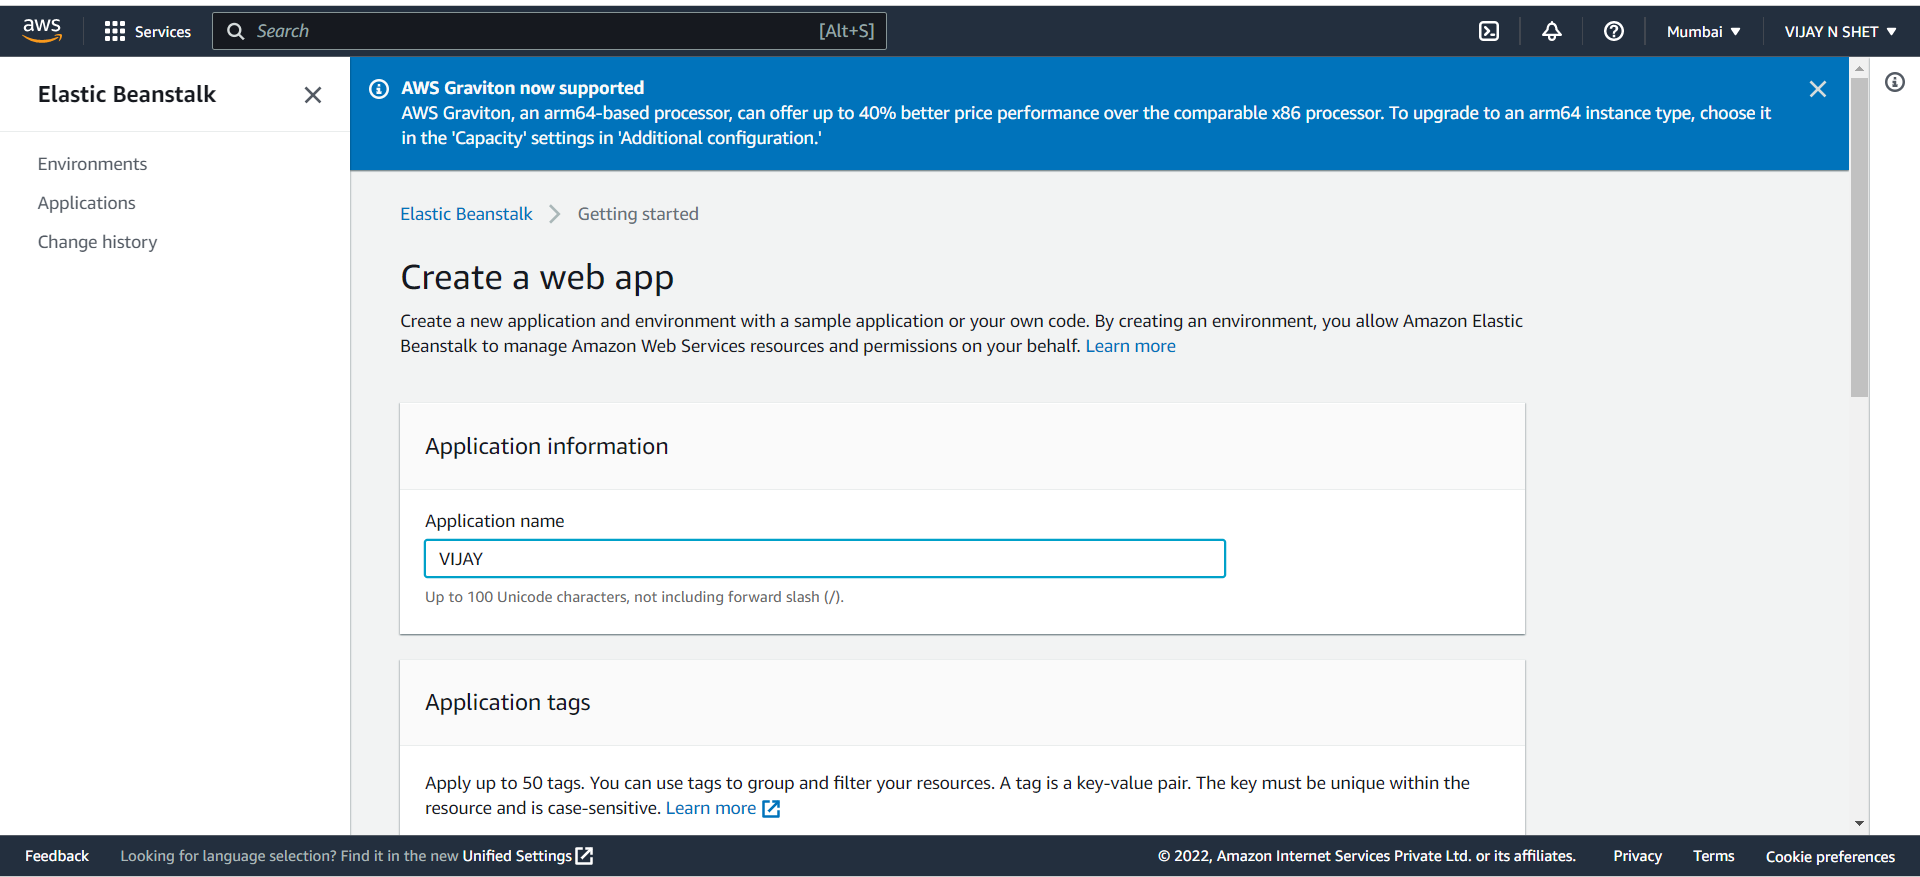 aws
Services
Search
[Alt+S]
Mumbai
VIJAY N SHET
Elastic Beanstalk
Environments
Applications
Change history
AWS Graviton now supported
AWS Graviton, an arm64-based processor, can offer up to 40% better price performance over the comparable x86 processor. To upgrade to an arm64 instance type, choose it
in the 'Capacity' settings in 'Additional configuration.'
Elastic Beanstalk
Getting started
Create a web app
Create a new application and environment with a sample application or your own code. By creating an environment, you allow Amazon Elastic
Beanstalk to manage Amazon Web Services resources and permissions on your behalf. Learn more
Application information
Application name
VIJAY
Up to 100 Unicode characters, not including forward slash (/).
Application tags
Apply up to 50 tags. You can use tags to group and filter your resources. A tag is a key-value pair. The key must be unique within the
resource and is case-sensitive. Learn more
Feedback
Looking for language selection? Find it in the new Unified Settings
© 2022, Amazon Internet Services Private Ltd. or its affiliates.
Privacy
Terms
Cookie preferences